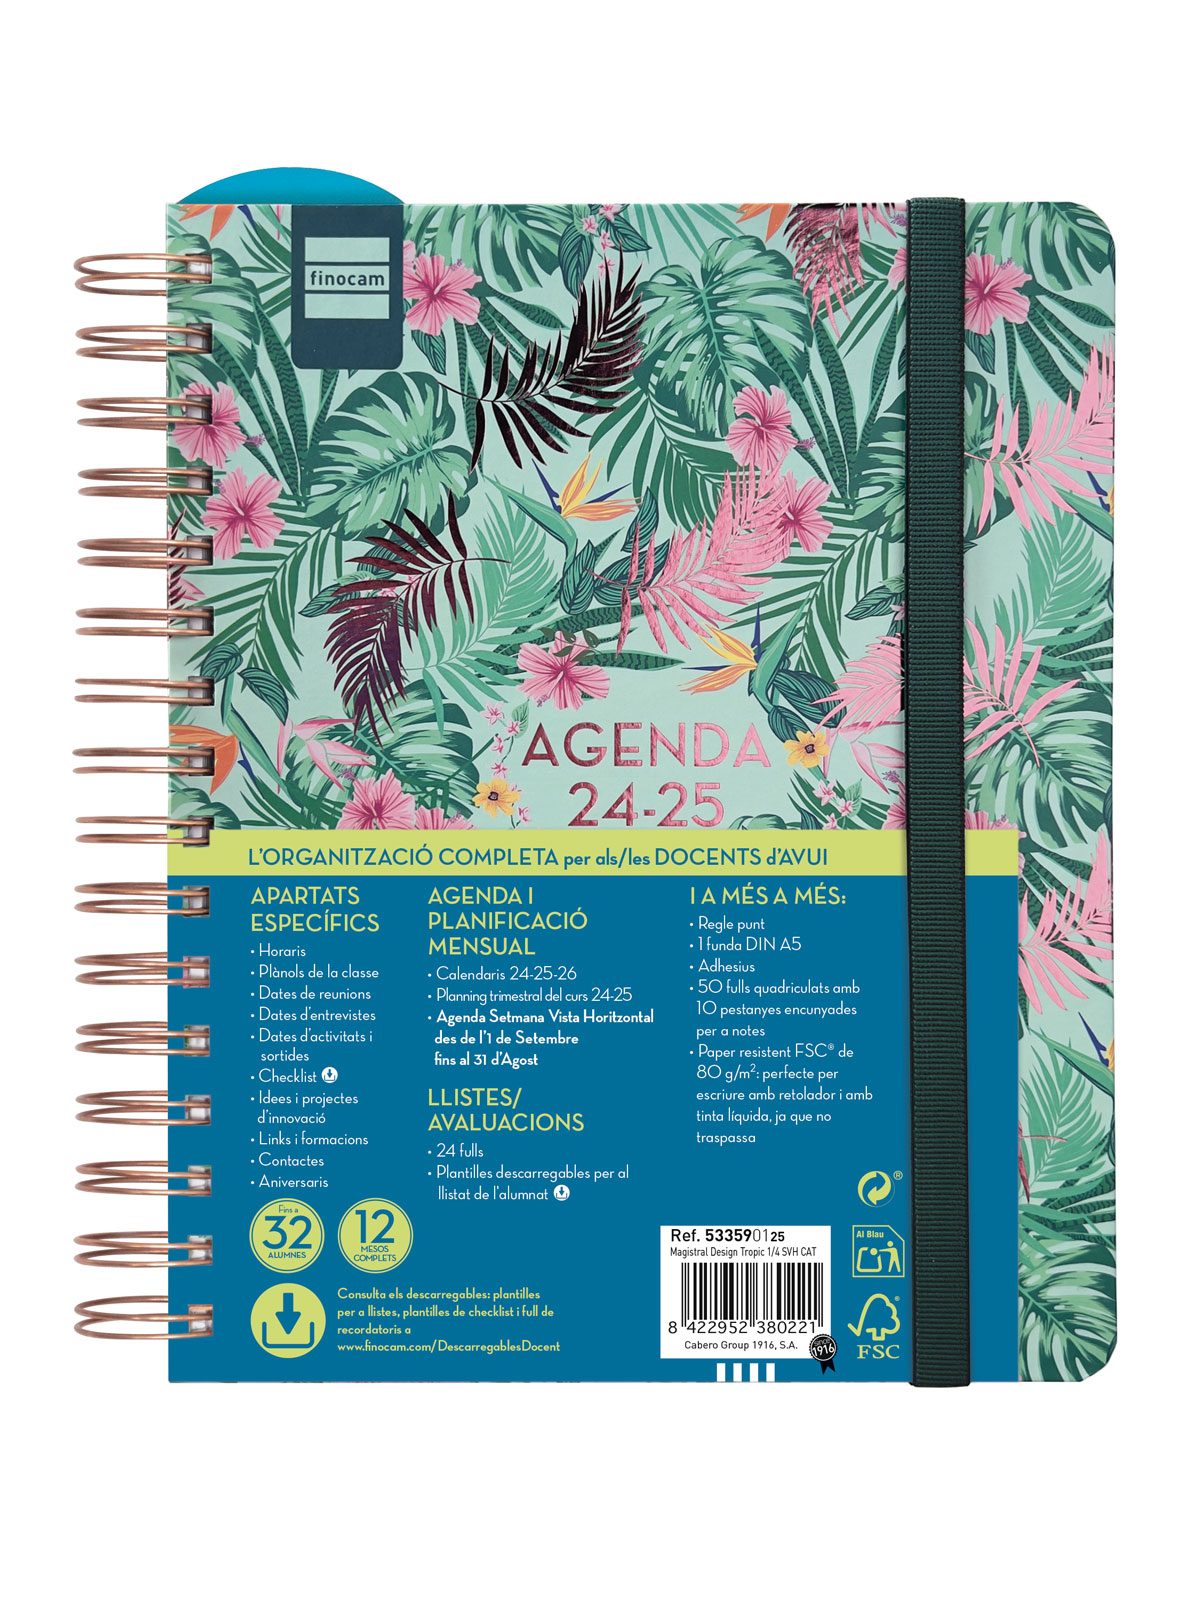 finocam
AGENDA
24-25
L'ORGANITZACIÓ COMPLETA per als/les DOCENTS d'AVUI
APARTATS
ESPECÍFICS
• Horaris
• Plànols de la classe
• Dates de reunions
• Dates d'entrevistes
• Dates d'activitats i
sortides
• Checklist
• Idees i projectes
d'innovació
• Links i formacions
• Contactes
• Aniversaris
AGENDA I
PLANIFICACIÓ
MENSUAL
• Calendaris 24-25-26
• Planning trimestral del curs 24-25
• Agenda Setmana Vista Horitzontal
des de l'1 de Setembre
fins al 31 d'Agost
LLISTES/
AVALUACIONS
• 24 fulls
• Plantilles descarregables per al
llistat de l'alumnat
I A MÉS A MÉS:
• Regle punt
• 1 funda DIN A5
• Adhesius
• 50 fulls quadriculats amb
10 pestanyes encunyades
per a notes
• Paper resistent FSC® de
80 g/m²: perfecte per
escriure amb retolador i amb
tinta líquida, ja que no
traspassa
Fins a
32
ALUMNES
12
MESOS
COMPLETS
Consulta els descarregables: plantilles
per a llistes, plantilles de checklist i full de
recordatoris a
www.finocam.com/DescarregablesDocent
Ref. 533590125
Magistral Design Tropic 1/4 SVH CAT
8 422952 380221
Cabero Group 1916, S.A.
since
1916
®
Al Blau
®
FSC